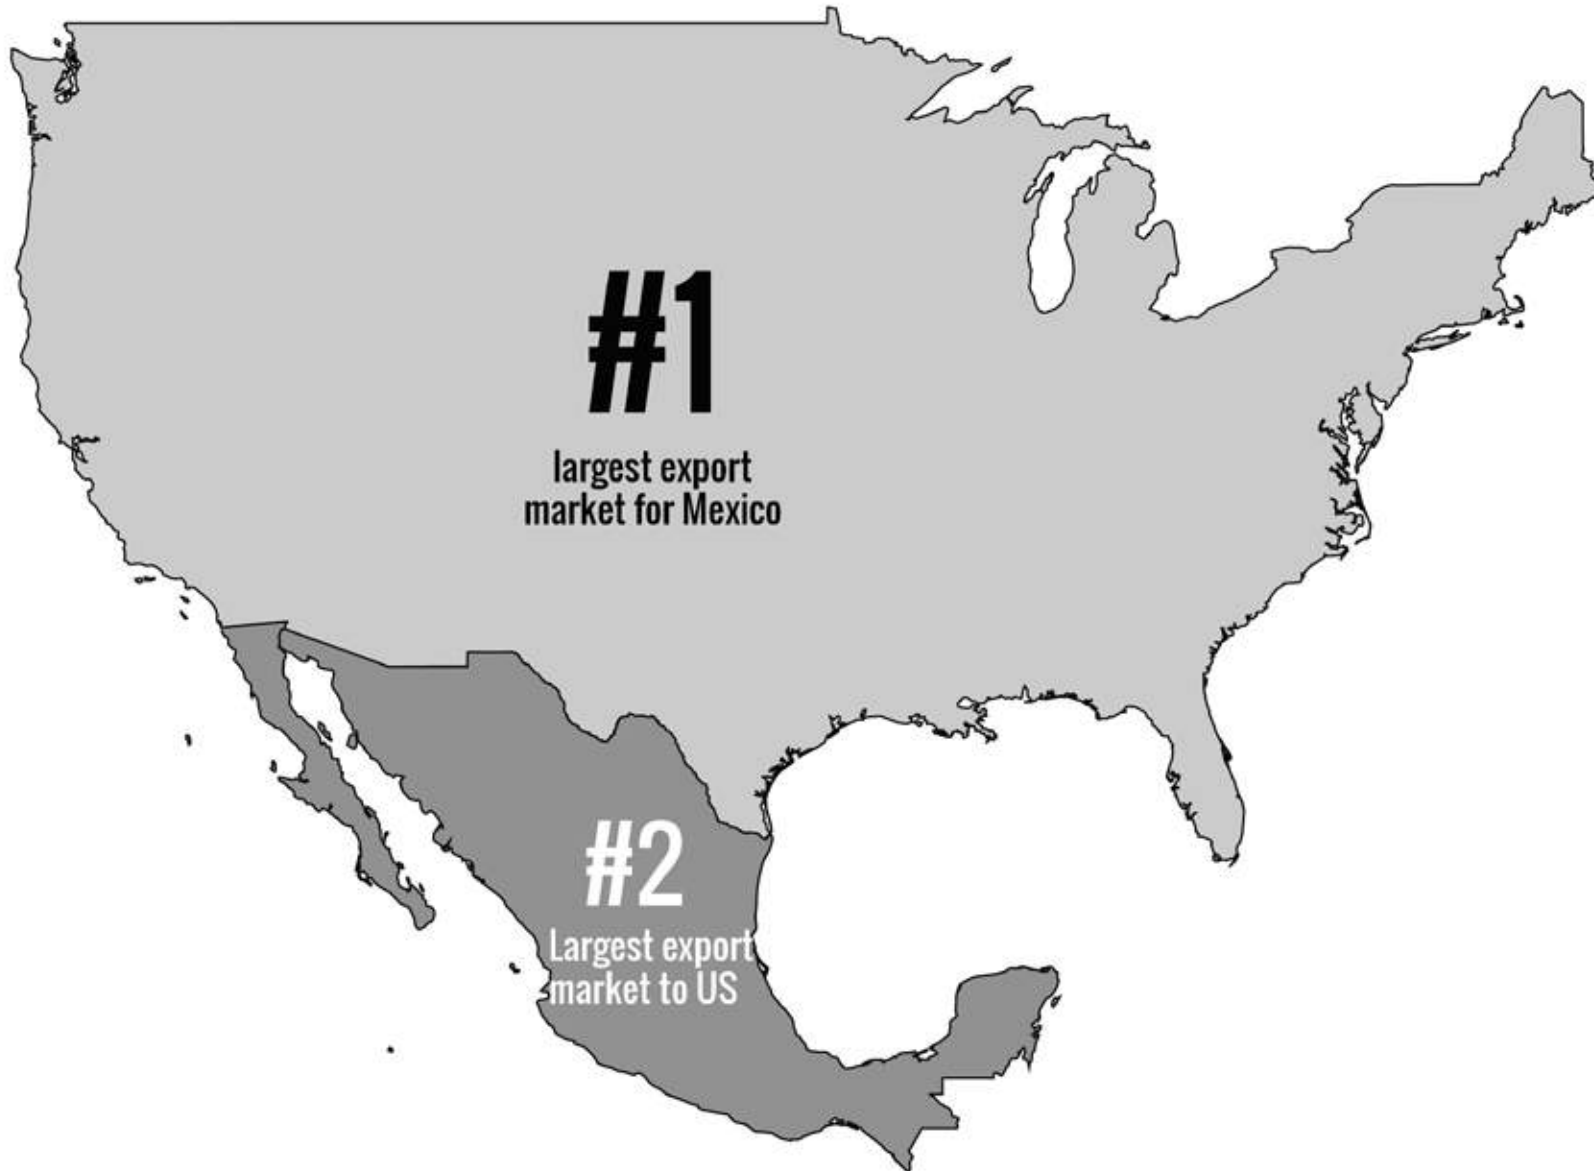 #1
largest export
market for Mexico
#2
Largest export
market to US